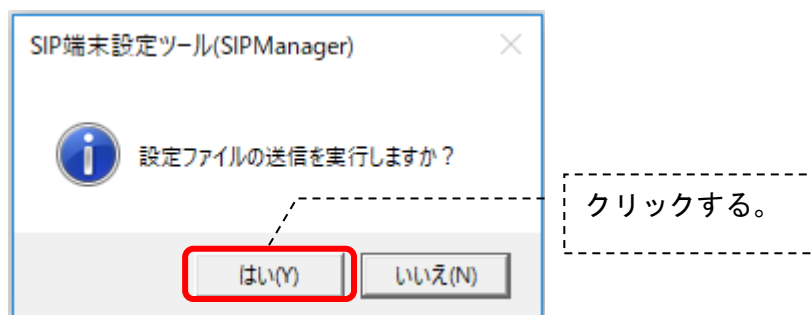 SIP端末設定ツール(SIPManager)
設定ファイルの送信を実行しますか？
クリックする。
はい(Y)
いいえ(N)